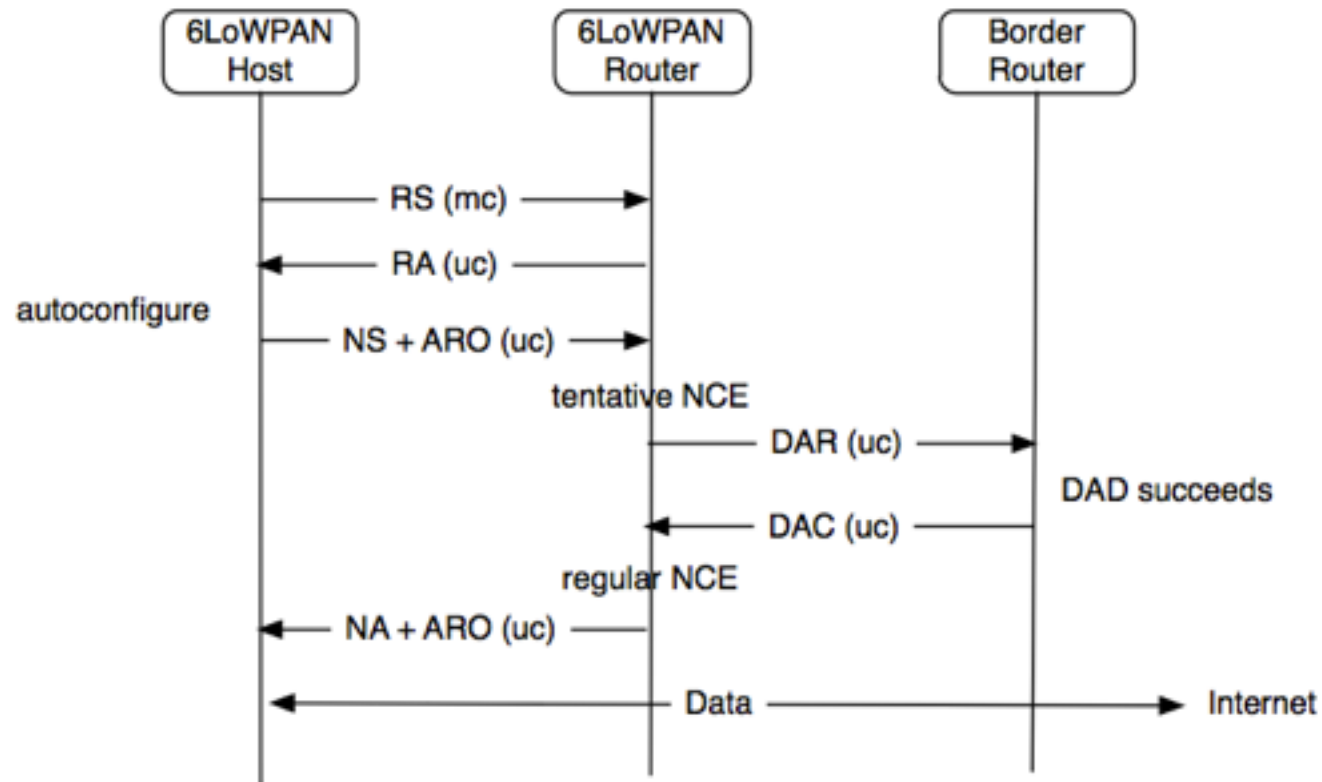 6LoWPAN
Host
6LoWPAN
Router
Border
Router
RS (mc)
RA (uc)
autoconfigure
NS + ARO (uc)
tentative NCE
DAR (uc)
DAD succeeds
DAC (uc)
regular NCE
NA + ARO (uc)
Data
Internet